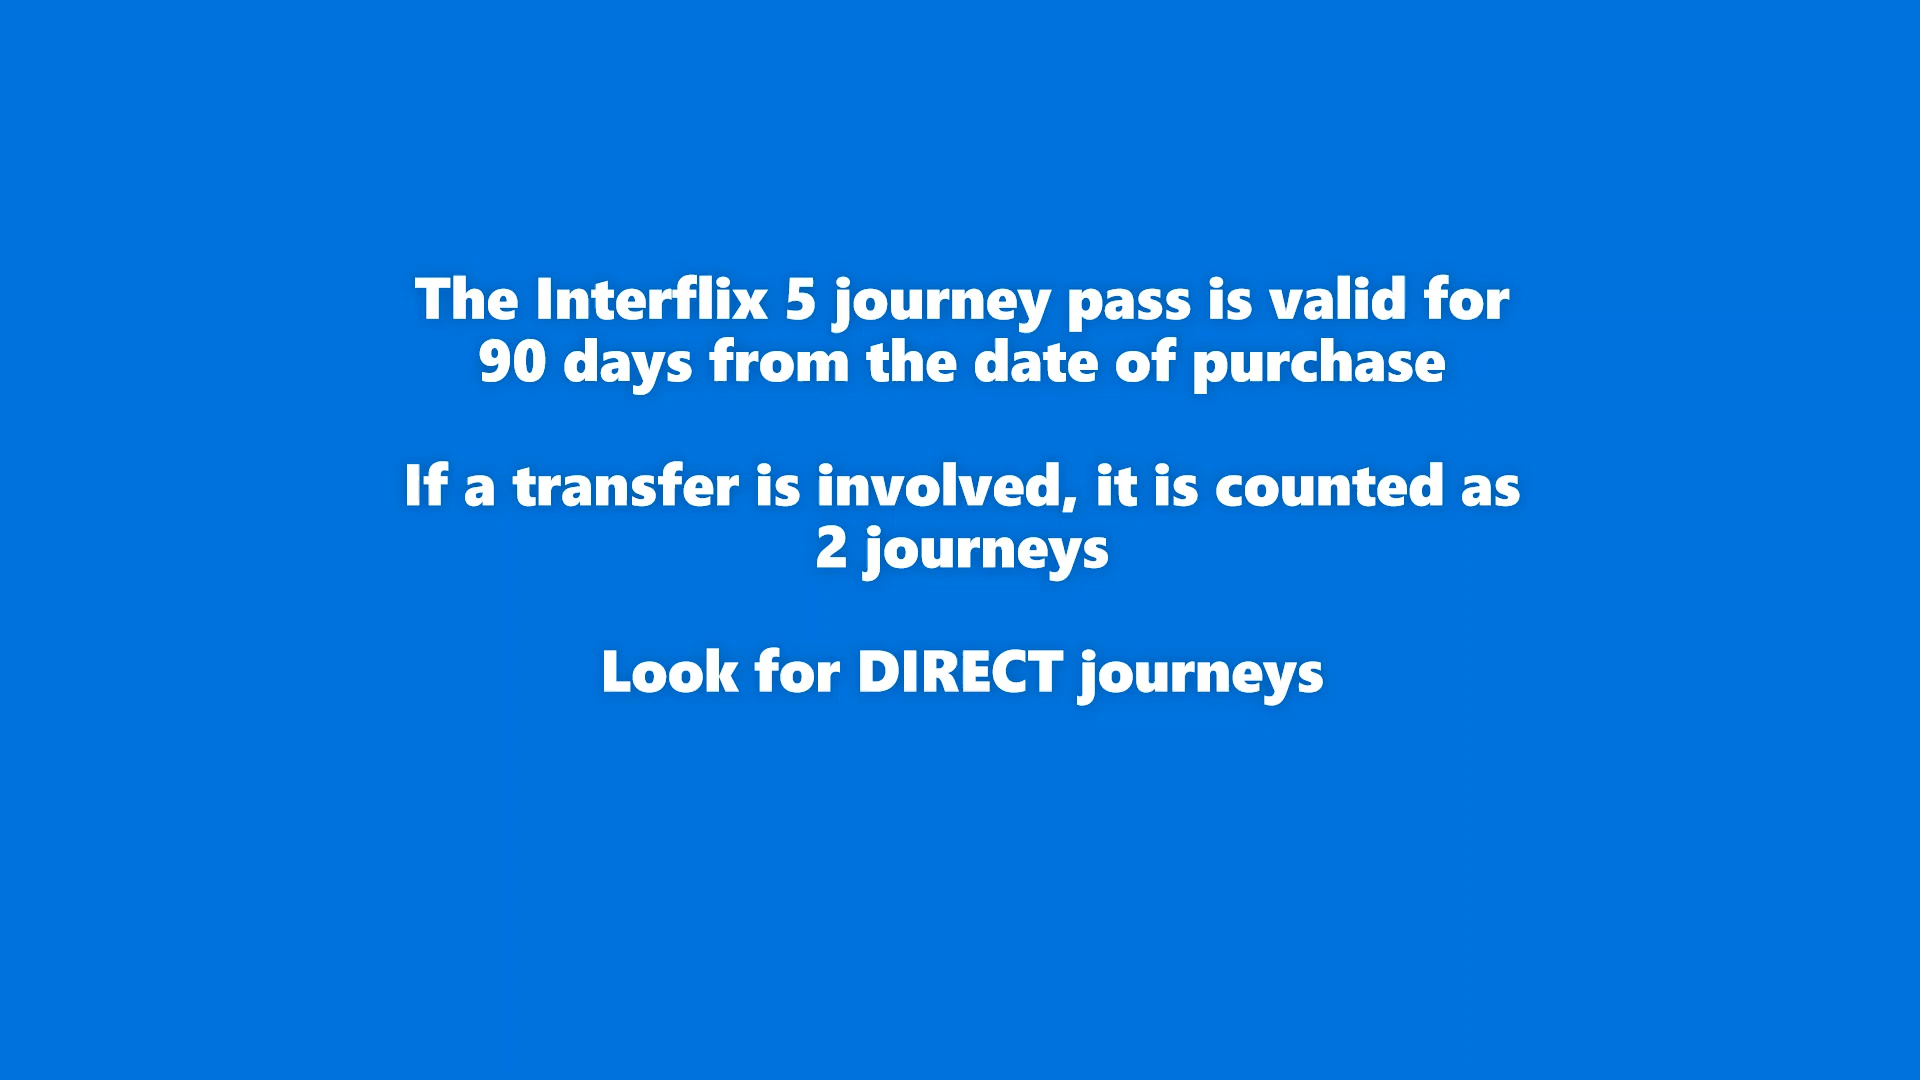 The Interflix 5 journey pass is valid for
90 days from the date of purchase
If a transfer is involved, it is counted as
2 journeys
Look for DIRECT journeys